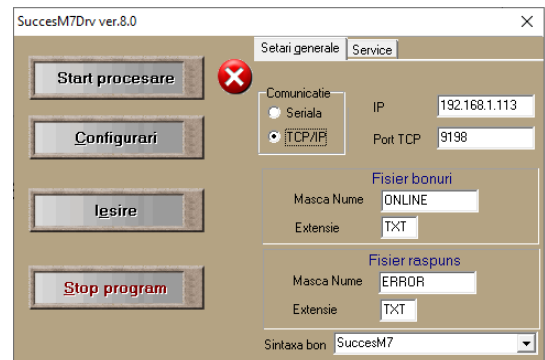 SuccesM7Drv ver.8.0
Start procesare
Configurari
Iesire
Stop program
Setari generale
Service
Comunicatie
Seriala
TCP/IP
IP
192.168.1.113
Port TCP
9198
Fisier bonuri
Masca Nume
ONLINE
Extensie
TXT
Fisier raspuns
Masca Nume
ERROR
Extensie
TXT
Sintaxa bon
SuccesM7